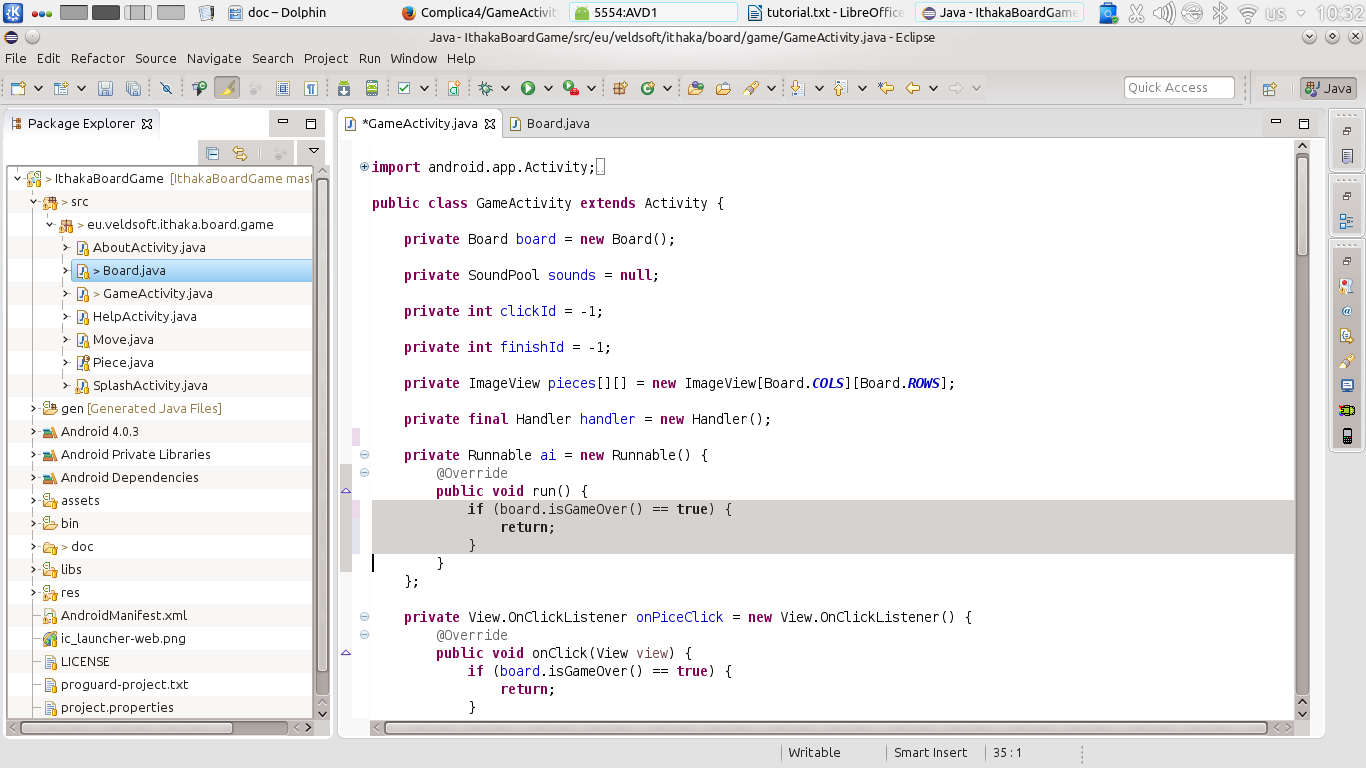 doc – Dolphin
Complica4/GameActivity
5554:AVD1
tutorial.txt - LibreOffice
Java - IthakaBoardGame
us
10:32
Java - IthakaBoardGame/src/eu/veldsoft/ithaka/board/game/GameActivity.java - Eclipse
File Edit Refactor Source Navigate Search Project Run Window Help
Quick Access
Java
Package Explorer
*GameActivity.java
Board.java
> IthakaBoardGame [IthakaBoardGame mast
> src
> eu.veldsoft.ithaka.board.game
AboutActivity.java
> Board.java
> GameActivity.java
HelpActivity.java
Move.java
Piece.java
SplashActivity.java
gen [Generated Java Files]
Android 4.0.3
Android Private Libraries
Android Dependencies
assets
bin
> doc
libs
res
AndroidManifest.xml
ic_launcher-web.png
LICENSE
proguard-project.txt
project.properties
import android.app.Activity;
public class GameActivity extends Activity {
private Board board = new Board();
private SoundPool sounds = null;
private int clickId = -1;
private int finishId = -1;
private ImageView pieces[][] = new ImageView[Board.COLS][Board.ROWS];
private final Handler handler = new Handler();
private Runnable ai = new Runnable() {
@Override
public void run() {
if (board.isGameOver() == true) {
return;
}
}
};
private View.OnClickListener onPiceClick = new View.OnClickListener() {
@Override
public void onClick(View view) {
if (board.isGameOver() == true) {
return;
}
Writable
Smart Insert
35 : 1